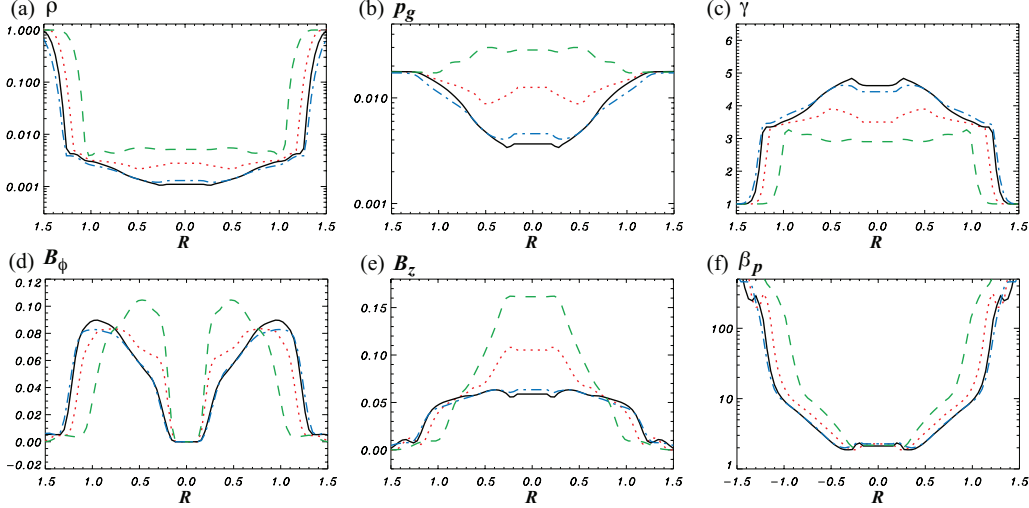 (a) ρ
(b) p_g
(c) γ
1.000
0.100
0.010
0.001
1.5 1.0 0.5 0.0 0.5 1.0 1.5
R
0.010
0.001
1.5 1.0 0.5 0.0 0.5 1.0 1.5
R
6
5
4
3
2
1
1.5 1.0 0.5 0.0 0.5 1.0 1.5
R
(d) B_ϕ
(e) B_z
(f) β_p
0.12
0.10
0.08
0.06
0.04
0.02
0.00
−0.02
1.5 1.0 0.5 0.0 0.5 1.0 1.5
R
0.15
0.10
0.05
0.00
1.5 1.0 0.5 0.0 0.5 1.0 1.5
R
100
10
1
−1.5 −1.0 −0.5 0.0 0.5 1.0 1.5
R